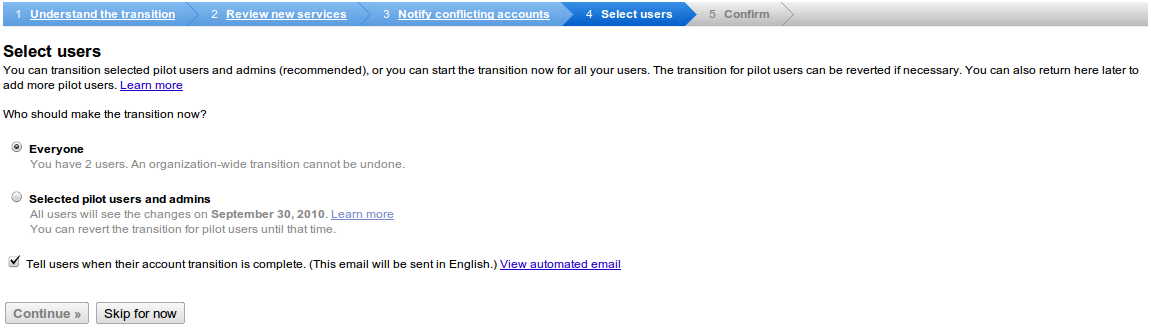 1 Understand the transition 2 Review new services 3 Notify conflicting accounts 4 Select users 5 Confirm
Select users
You can transition selected pilot users and admins (recommended), or you can start the transition now for all your users. The transition for pilot users can be reverted if necessary. You can also return here later to
add more pilot users. Learn more
Who should make the transition now?
Everyone
You have 2 users. An organization-wide transition cannot be undone.
Selected pilot users and admins
All users will see the changes on September 30, 2010. Learn more
You can revert the transition for pilot users until that time.
Tell users when their account transition is complete. (This email will be sent in English.) View automated email
Continue » Skip for now